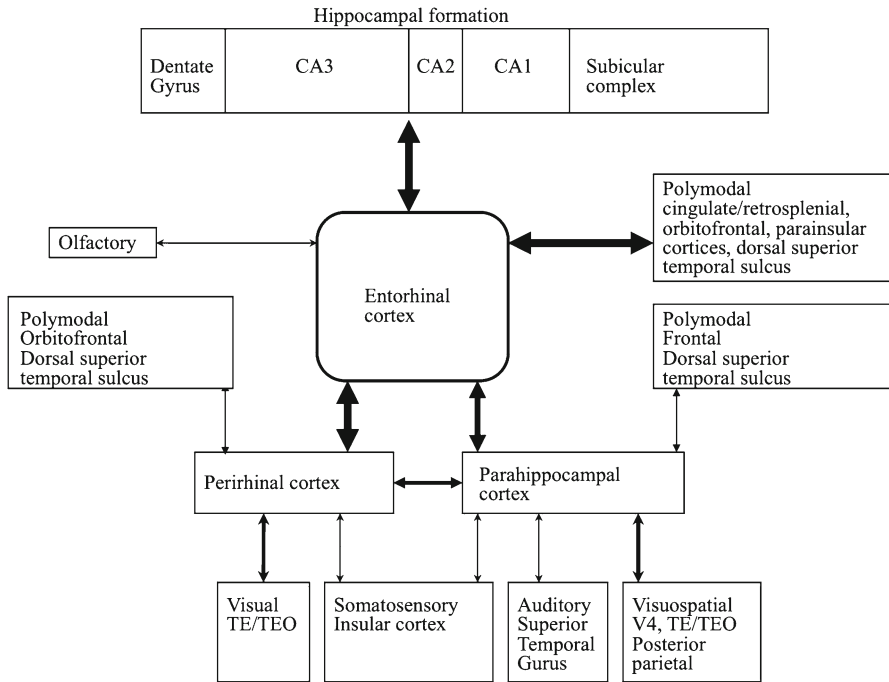 Hippocampal formation
Dentate
Gyrus
CA3
CA2
CA1
Subicular
complex
Polymodal
cingulate/retrosplenial,
orbitofrontal, parainsular
cortices, dorsal superior
temporal sulcus
Olfactory
Entorhinal
cortex
Polymodal
Orbitofrontal
Dorsal superior
temporal sulcus
Polymodal
Frontal
Dorsal superior
temporal sulcus
Perirhinal cortex
Parahippocampal
cortex
Visual
TE/TEO
Somatosensory
Insular cortex
Auditory
Superior
Temporal
Gurus
Visuospatial
V4, TE/TEO
Posterior
parietal